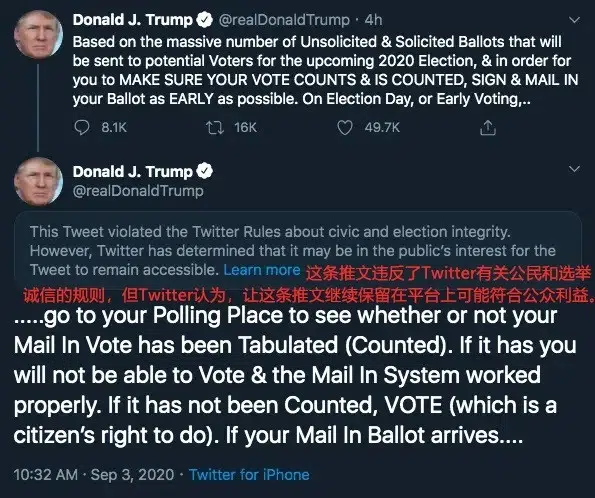 Donald J. Trump @realDonaldTrump · 4h
Based on the massive number of Unsolicited & Solicited Ballots that will
be sent to potential Voters for the upcoming 2020 Election, & in order for
you to MAKE SURE YOUR VOTE COUNTS & IS COUNTED, SIGN & MAIL IN
your Ballot as EARLY as possible. On Election Day, or Early Voting,..
8.1K 16K 49.7K
Donald J. Trump
@realDonaldTrump
This Tweet violated the Twitter Rules about civic and election integrity.
However, Twitter has determined that it may be in the public's interest for the
Tweet to remain accessible. Learn more 这条推文违反了Twitter有关公民和选举
诚信的规则，但Twitter认为，让这条推文继续保留在平台上可能符合公众利益。
.....go to your Polling Place to see whether or not your
Mail In Vote has been Tabulated (Counted). If it has you
will not be able to Vote & the Mail In System worked
properly. If it has not been Counted, VOTE (which is a
citizen's right to do). If your Mail In Ballot arrives....
10:32 AM · Sep 3, 2020 · Twitter for iPhone